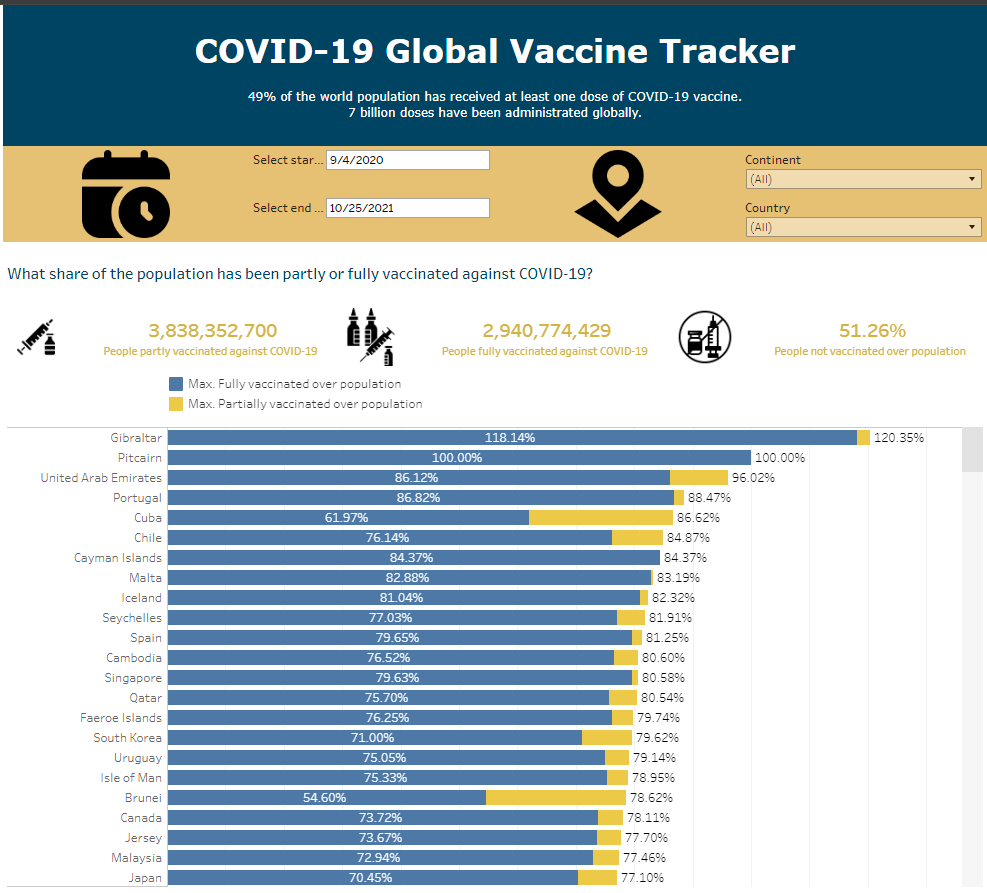 COVID-19 Global Vaccine Tracker
49% of the world population has received at least one dose of COVID-19 vaccine.
7 billion doses have been administrated globally.
Select star... 9/4/2020
Select end ... 10/25/2021
Continent
(All)
Country
(All)
What share of the population has been partly or fully vaccinated against COVID-19?
3,838,352,700
People partly vaccinated against COVID-19
2,940,774,429
People fully vaccinated against COVID-19
51.26%
People not vaccinated over population
Max. Fully vaccinated over population
Max. Partially vaccinated over population
Gibraltar 118.14% 120.35%
Pitcairn 100.00% 100.00%
United Arab Emirates 86.12% 96.02%
Portugal 86.82% 88.47%
Cuba 61.97% 86.62%
Chile 76.14% 84.87%
Cayman Islands 84.37% 84.37%
Malta 82.88% 83.19%
Iceland 81.04% 82.32%
Seychelles 77.03% 81.91%
Spain 79.65% 81.25%
Cambodia 76.52% 80.60%
Singapore 79.63% 80.58%
Qatar 75.70% 80.54%
Faeroe Islands 76.25% 79.74%
South Korea 71.00% 79.62%
Uruguay 75.05% 79.14%
Isle of Man 75.33% 78.95%
Brunei 54.60% 78.62%
Canada 73.72% 78.11%
Jersey 73.67% 77.70%
Malaysia 72.94% 77.46%
Japan 70.45% 77.10%